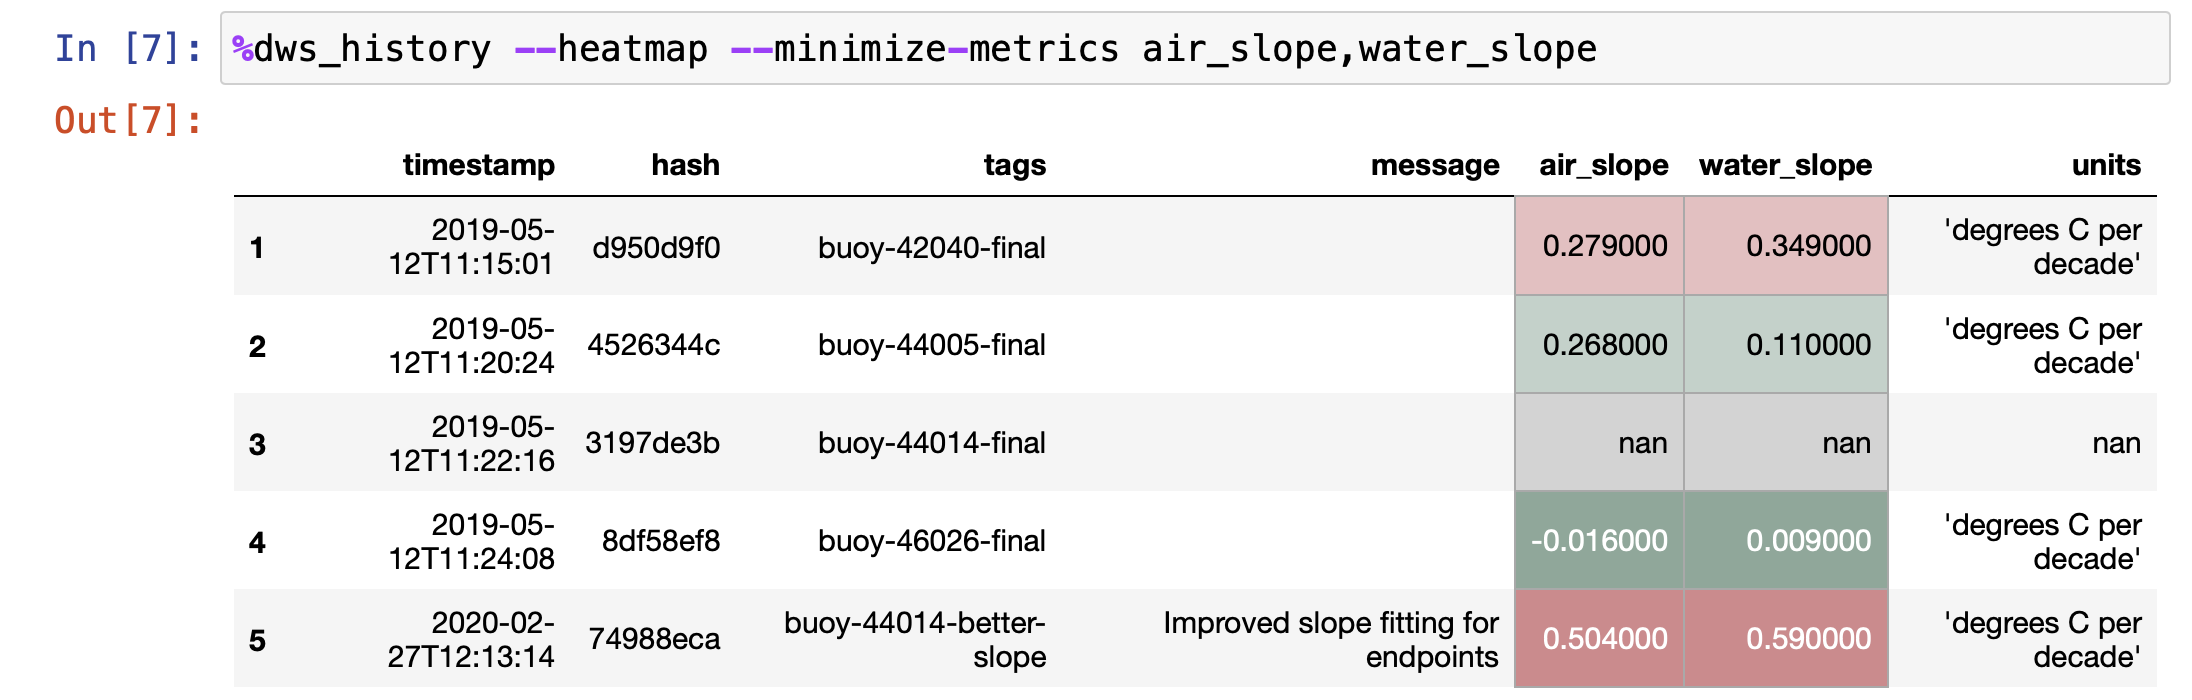 In [7]: %dws_history --heatmap --minimize-metrics air_slope,water_slope
Out[7]:
timestamp hash tags message air_slope water_slope units
1 2019-05-12T11:15:01 d950d9f0 buoy-42040-final 0.279000 0.349000 'degrees C per decade'
2 2019-05-12T11:20:24 4526344c buoy-44005-final 0.268000 0.110000 'degrees C per decade'
3 2019-05-12T11:22:16 3197de3b buoy-44014-final nan nan nan
4 2019-05-12T11:24:08 8df58ef8 buoy-46026-final -0.016000 0.009000 'degrees C per decade'
5 2020-02-27T12:13:14 74988eca buoy-44014-better-slope Improved slope fitting for endpoints 0.504000 0.590000 'degrees C per decade'